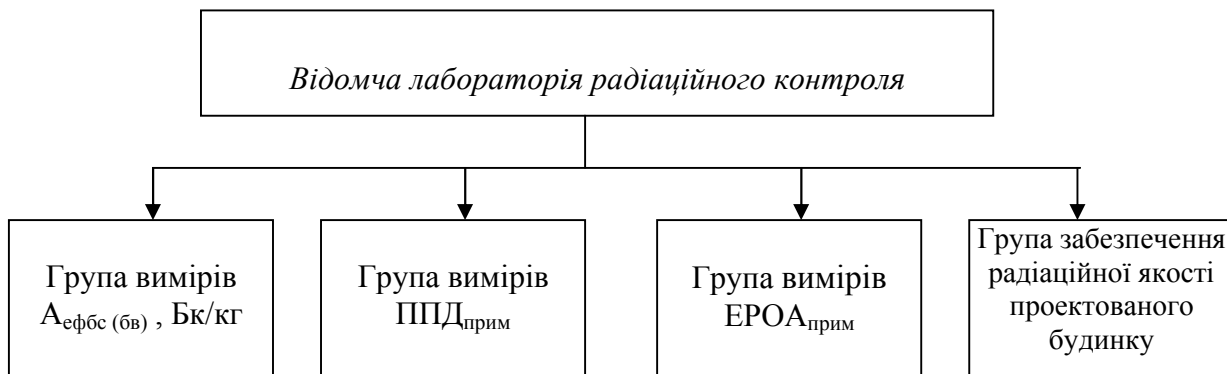 Відомча лабораторія радіаційного контроля
Група вимірів
Аефбс (бв) , Бк/кг
Група вимірів
ППДприм
Група вимірів
ЕРОАприм
Група забезпечення
радіаційної якості
проектованого
будинку